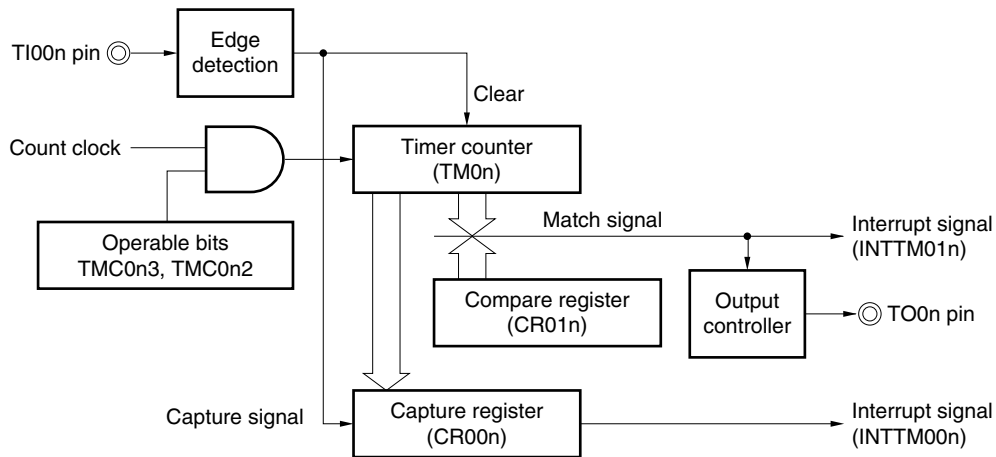 Edge
detection
TI00n pin
Clear
Count clock
Timer counter
(TM0n)
Operable bits
TMC0n3, TMC0n2
Match signal
Interrupt signal
(INTTM01n)
Compare register
(CR01n)
Output
controller
TO0n pin
Capture signal
Capture register
(CR00n)
Interrupt signal
(INTTM00n)